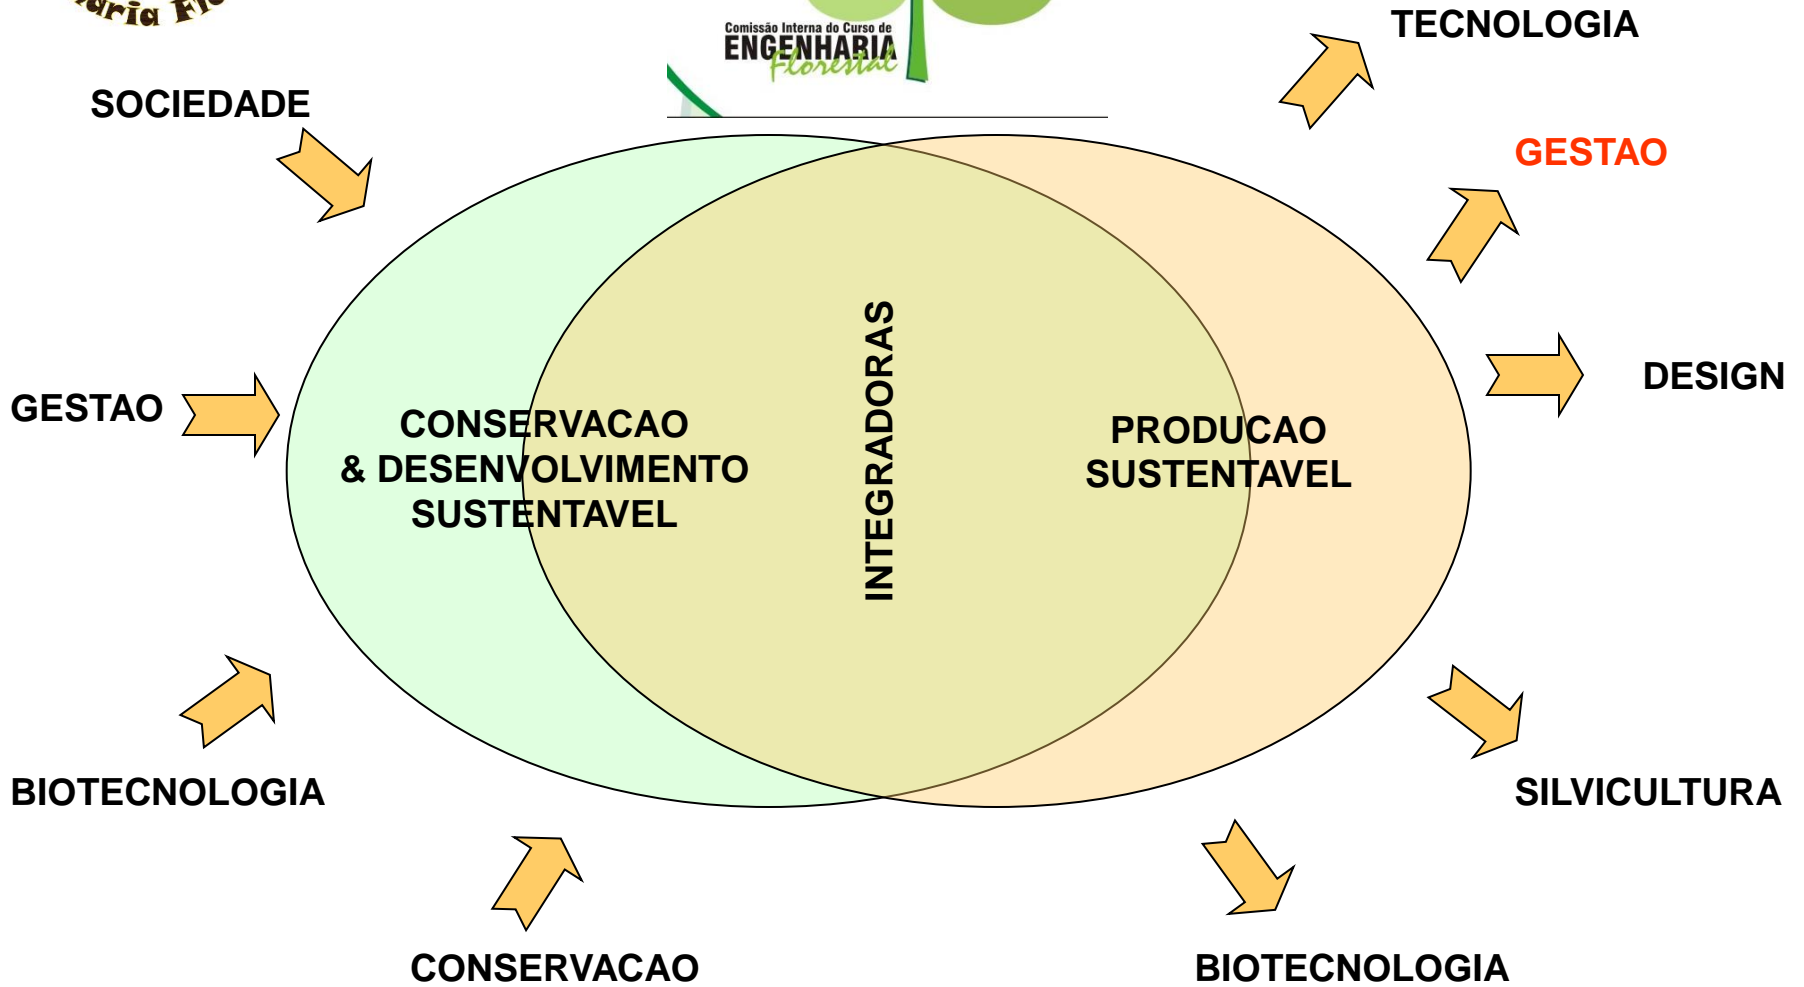 Comissão Interna do Curso de
ENGENHARIA
Florestal
TECNOLOGIA
SOCIEDADE
GESTAO
GESTAO
DESIGN
CONSERVACAO
& DESENVOLVIMENTO
SUSTENTAVEL
INTEGRADORAS
PRODUCAO
SUSTENTAVEL
BIOTECNOLOGIA
SILVICULTURA
CONSERVACAO
BIOTECNOLOGIA